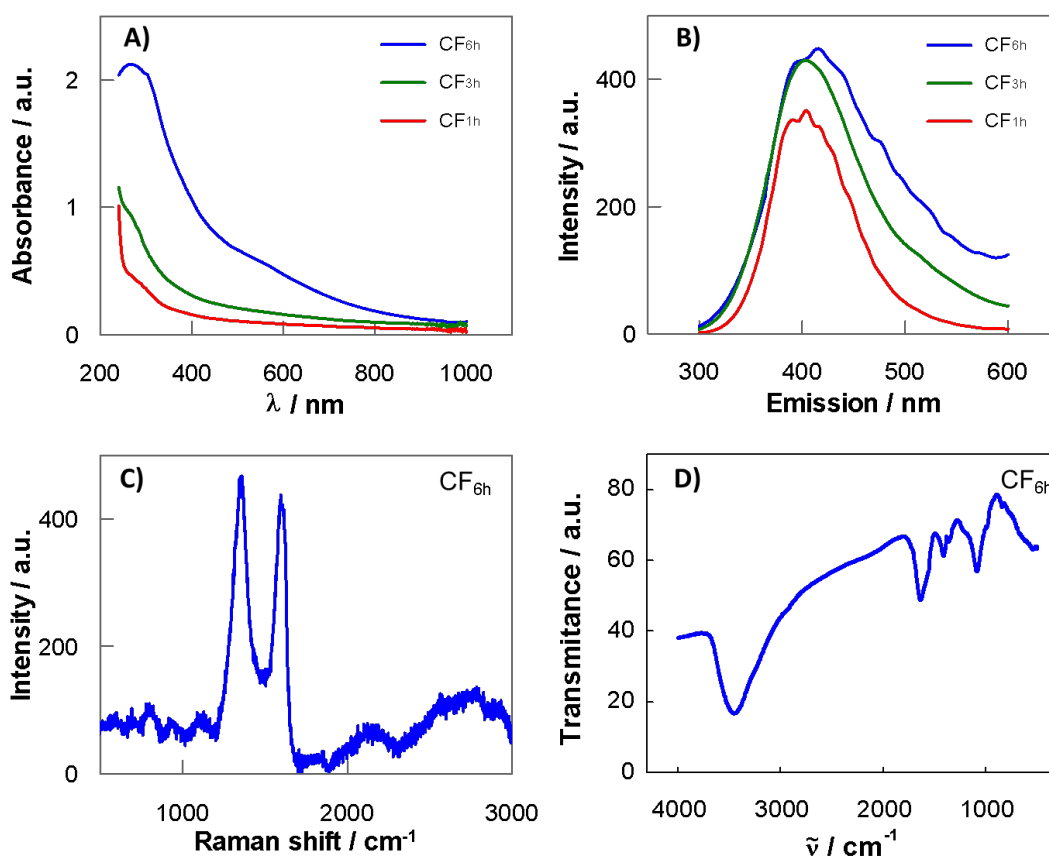 A)
CF6h
CF3h
CF1h
2
1
0
200 400 600 800 1000
Absorbance / a.u.
λ / nm
B)
CF6h
CF3h
CF1h
400
200
0
300 400 500 600
Intensity / a.u.
Emission / nm
C)
CF6h
400
200
0
1000 2000 3000
Intensity / a.u.
Raman shift / cm-1
D)
CF6h
80
60
40
20
0
4000 3000 2000 1000
Transmitance / a.u.
ṽ / cm-1